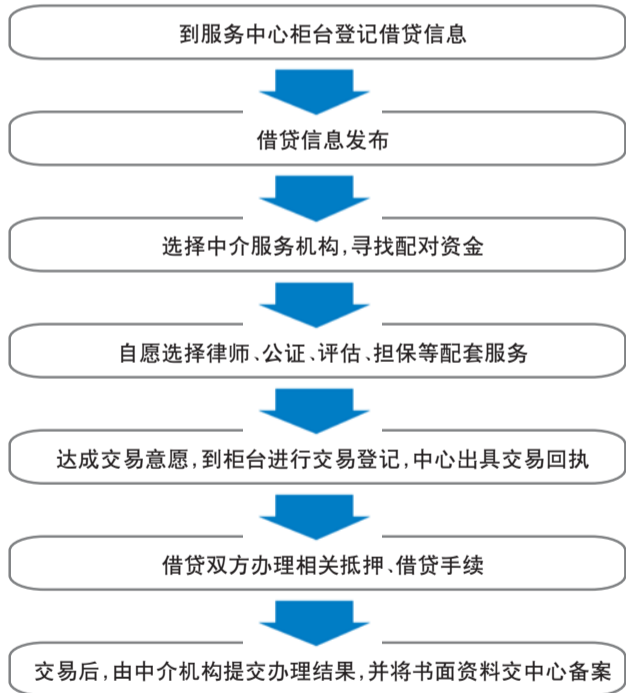 到服务中心柜台登记借贷信息
借贷信息发布
选择中介服务机构,寻找配对资金
自愿选择律师、公证、评估、担保等配套服务
达成交易意愿,到柜台进行交易登记,中心出具交易回执
借贷双方办理相关抵押、借贷手续
交易后,由中介机构提交办理结果,并将书面资料交中心备案